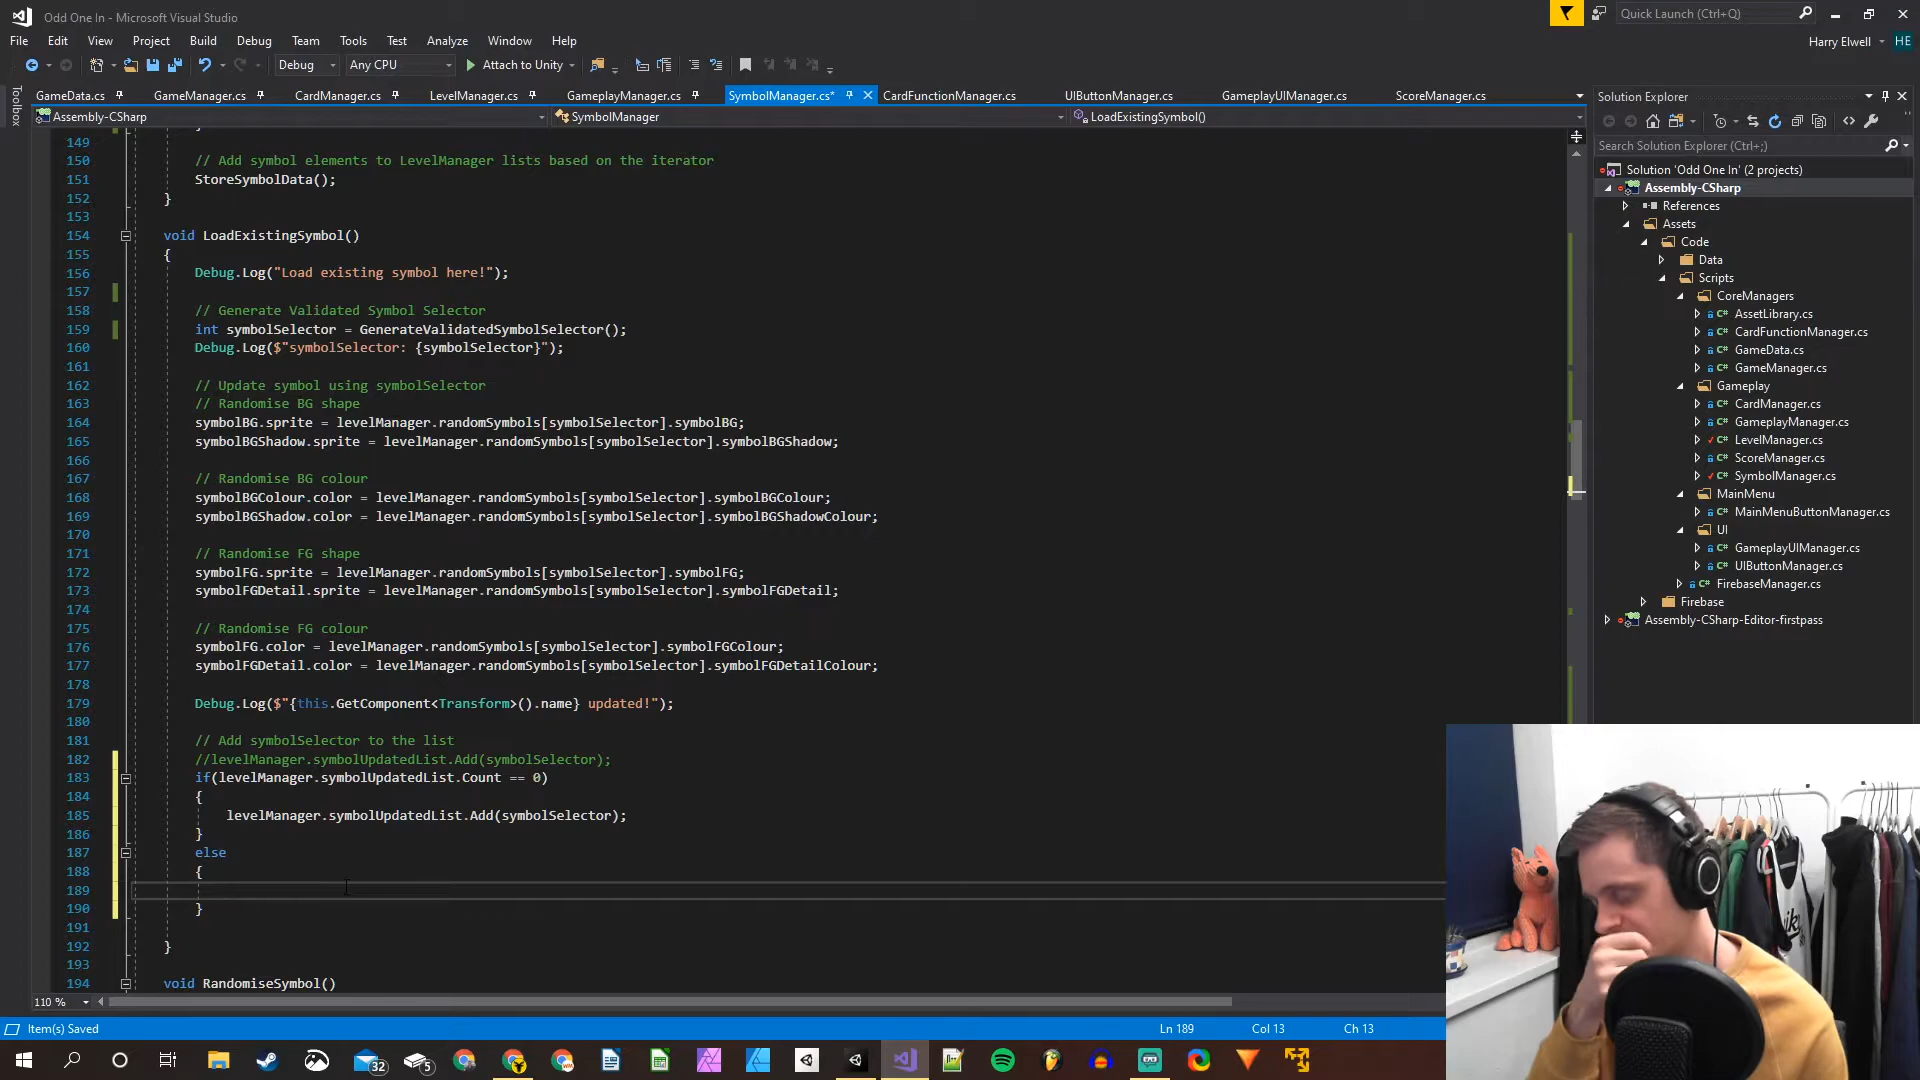 Odd One In - Microsoft Visual Studio
Quick Launch (Ctrl+Q)
File Edit View Project Build Debug Team Tools Test Analyze Window Help
Harry Elwell HE
Debug Any CPU Attach to Unity
Toolbox
GameData.cs GameManager.cs CardManager.cs LevelManager.cs GameplayManager.cs SymbolManager.cs* CardFunctionManager.cs UIButtonManager.cs GameplayUIManager.cs ScoreManager.cs
Assembly-CSharp SymbolManager LoadExistingSymbol()
149
150 // Add symbol elements to LevelManager lists based on the iterator
151 StoreSymbolData();
152 }
153
154 void LoadExistingSymbol()
155 {
156 Debug.Log("Load existing symbol here!");
157
158 // Generate Validated Symbol Selector
159 int symbolSelector = GenerateValidatedSymbolSelector();
160 Debug.Log($"symbolSelector: {symbolSelector}");
161
162 // Update symbol using symbolSelector
163 // Randomise BG shape
164 symbolBG.sprite = levelManager.randomSymbols[symbolSelector].symbolBG;
165 symbolBGShadow.sprite = levelManager.randomSymbols[symbolSelector].symbolBGShadow;
166
167 // Randomise BG colour
168 symbolBGColour.color = levelManager.randomSymbols[symbolSelector].symbolBGColour;
169 symbolBGShadow.color = levelManager.randomSymbols[symbolSelector].symbolBGShadowColour;
170
171 // Randomise FG shape
172 symbolFG.sprite = levelManager.randomSymbols[symbolSelector].symbolFG;
173 symbolFGDetail.sprite = levelManager.randomSymbols[symbolSelector].symbolFGDetail;
174
175 // Randomise FG colour
176 symbolFG.color = levelManager.randomSymbols[symbolSelector].symbolFGColour;
177 symbolFGDetail.color = levelManager.randomSymbols[symbolSelector].symbolFGDetailColour;
178
179 Debug.Log($"{this.GetComponent<Transform>().name} updated!");
180
181 // Add symbolSelector to the list
182 //levelManager.symbolUpdatedList.Add(symbolSelector);
183 if(levelManager.symbolUpdatedList.Count == 0)
184 {
185 levelManager.symbolUpdatedList.Add(symbolSelector);
186 }
187 else
188 {
189
190 }
191
192 }
193
194 void RandomiseSymbol()
110 %
Item(s) Saved Ln 189 Col 13 Ch 13
Solution Explorer
Search Solution Explorer (Ctrl+;)
Solution 'Odd One In' (2 projects)
Assembly-CSharp
References
Assets
Code
Data
Scripts
CoreManagers
AssetLibrary.cs
CardFunctionManager.cs
GameData.cs
GameManager.cs
Gameplay
CardManager.cs
GameplayManager.cs
LevelManager.cs
ScoreManager.cs
SymbolManager.cs
MainMenu
MainMenuButtonManager.cs
UI
GameplayUIManager.cs
UIButtonManager.cs
FirebaseManager.cs
Firebase
Assembly-CSharp-Editor-firstpass
32 5